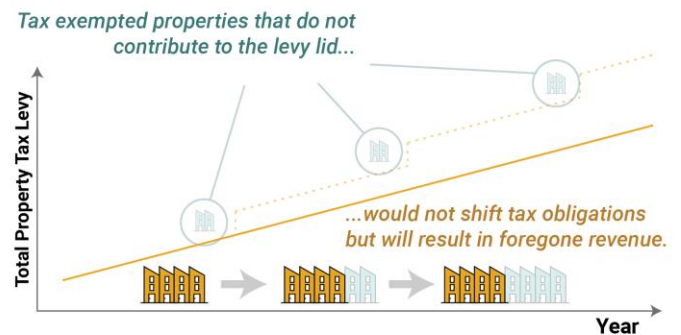 Tax exempted properties that do not
contribute to the levy lid...
Total Property Tax Levy
...would not shift tax obligations
but will result in foregone revenue.
Year